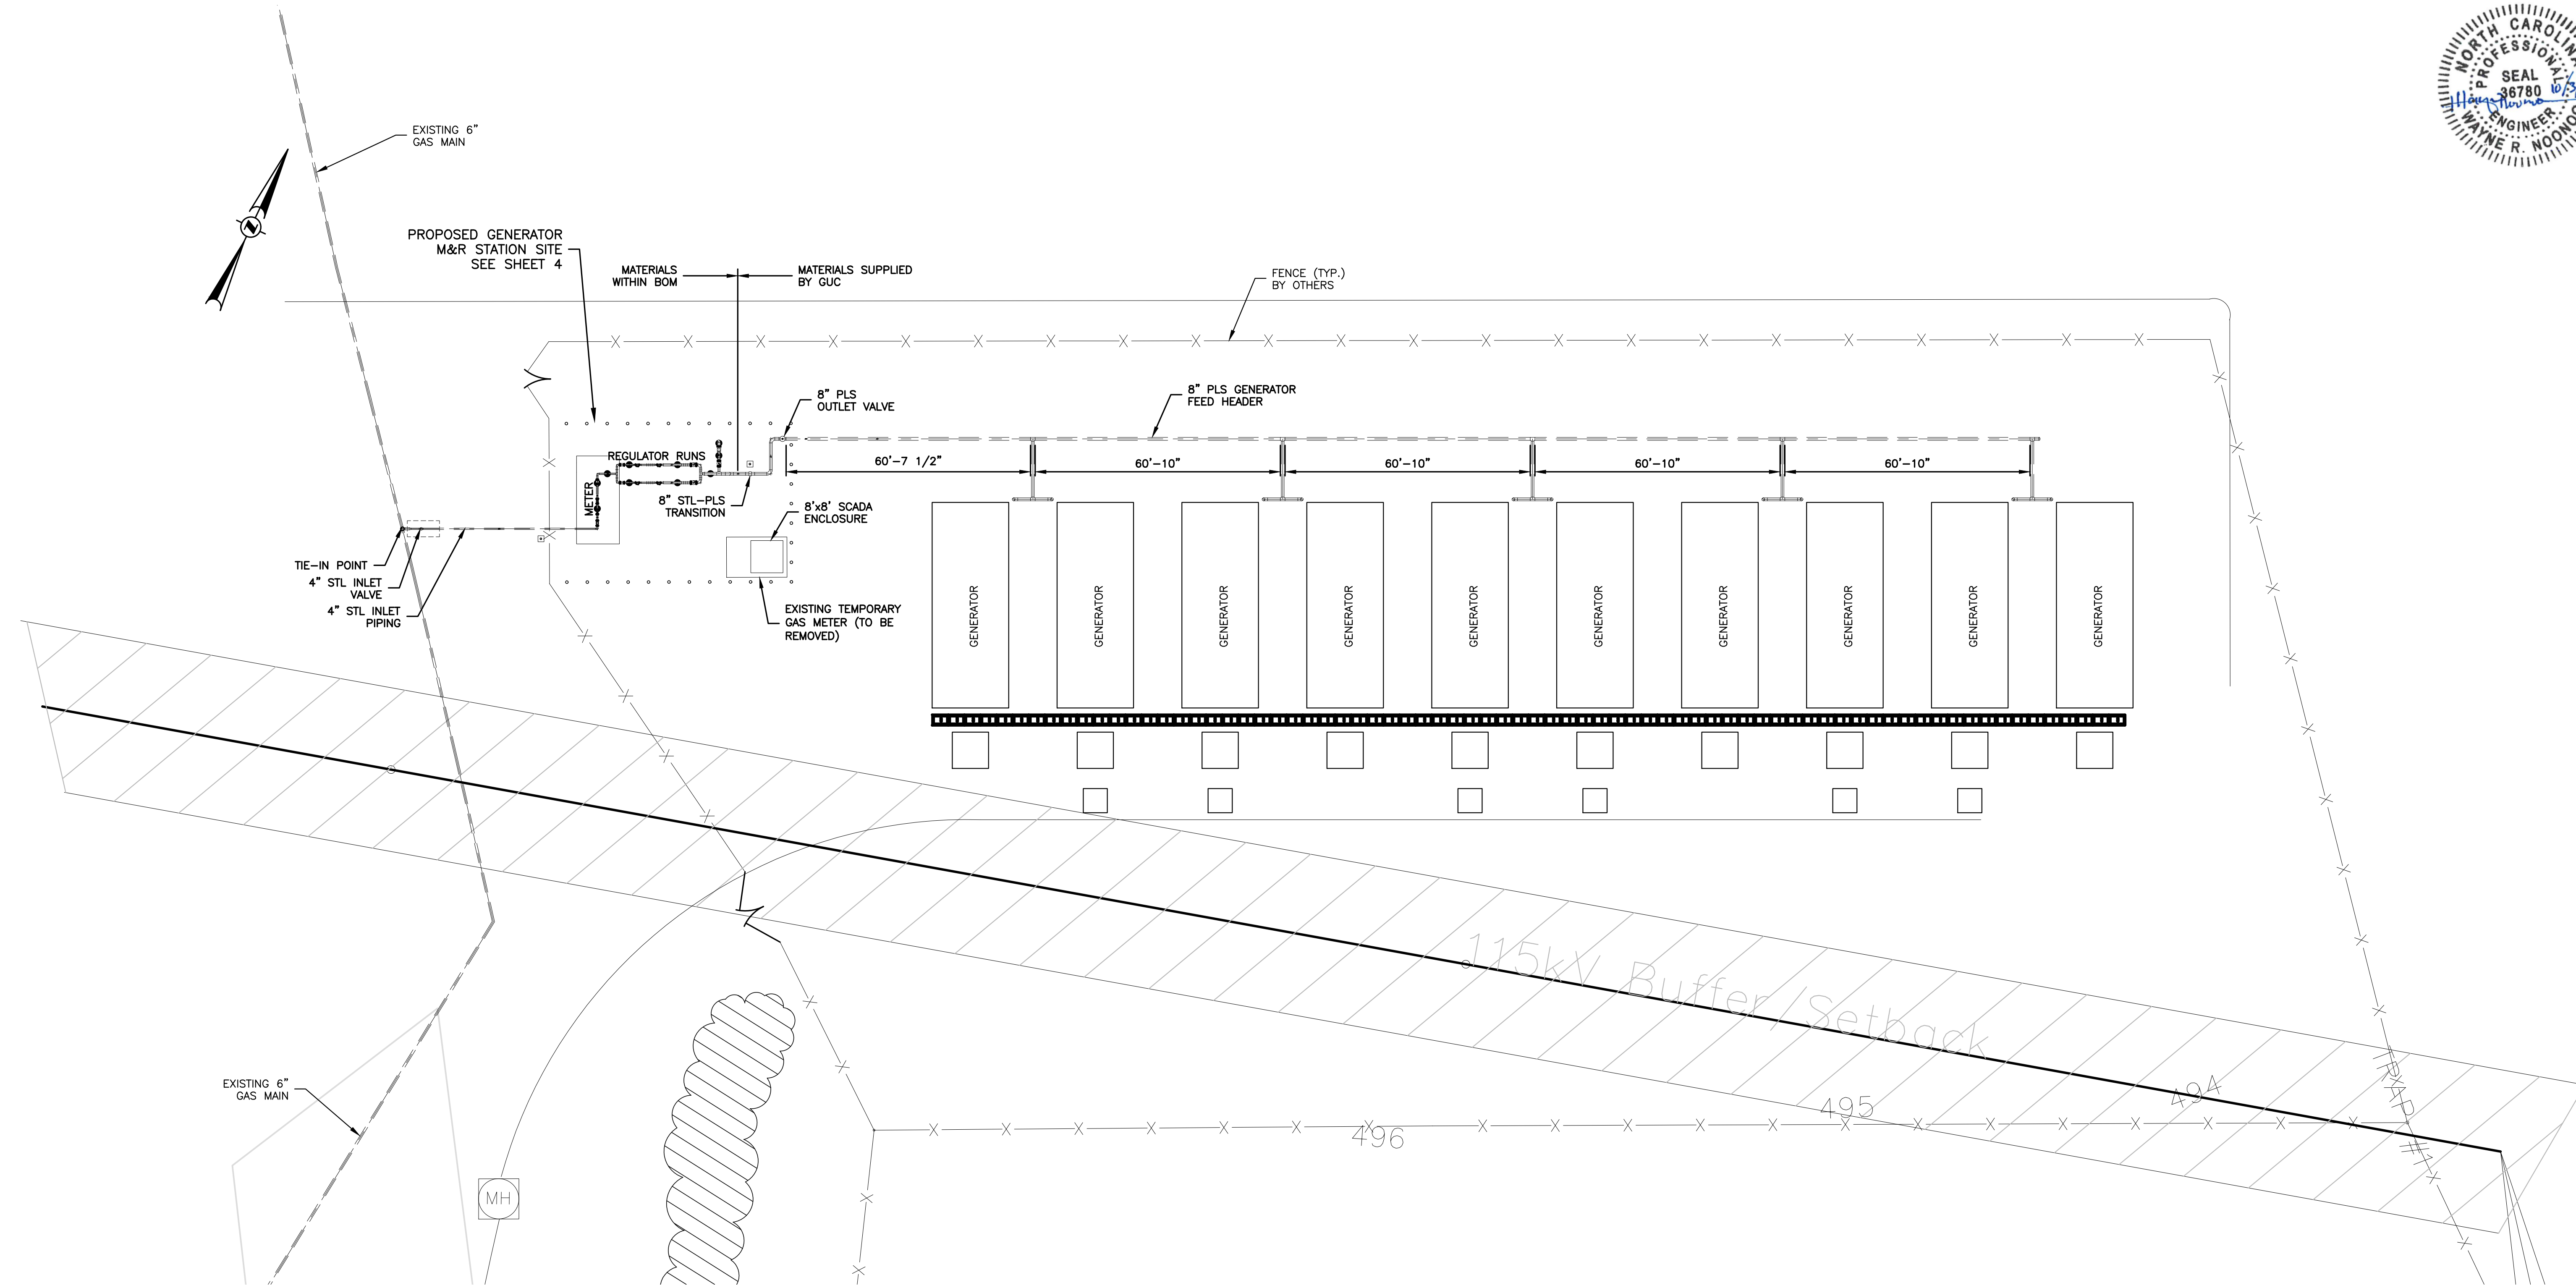 NORTH CAROLINA
PROFESSIONAL
SEAL
36780
ENGINEER
WAYNE R.
EXISTING 6"
GAS MAIN
PROPOSED GENERATOR
M&R STATION SITE
SEE SHEET 4
MATERIALS
WITHIN BOM
MATERIALS SUPPLIED
BY GUC
FENCE (TYP.)
BY OTHERS
8" PLS
OUTLET VALVE
8" PLS GENERATOR
FEED HEADER
REGULATOR RUNS
METER
60'-7 1/2"
60'-10"
60'-10"
60'-10"
60'-10"
8" STL-PLS
TRANSITION
8'x8' SCADA
ENCLOSURE
TIE-IN POINT
4" STL INLET
VALVE
4" STL INLET
PIPING
EXISTING TEMPORARY
GAS METER (TO BE
REMOVED)
GENERATOR
GENERATOR
GENERATOR
GENERATOR
GENERATOR
GENERATOR
GENERATOR
GENERATOR
GENERATOR
GENERATOR
115kV Buffer/Setback
EXISTING 6"
GAS MAIN
494
495
496
MH